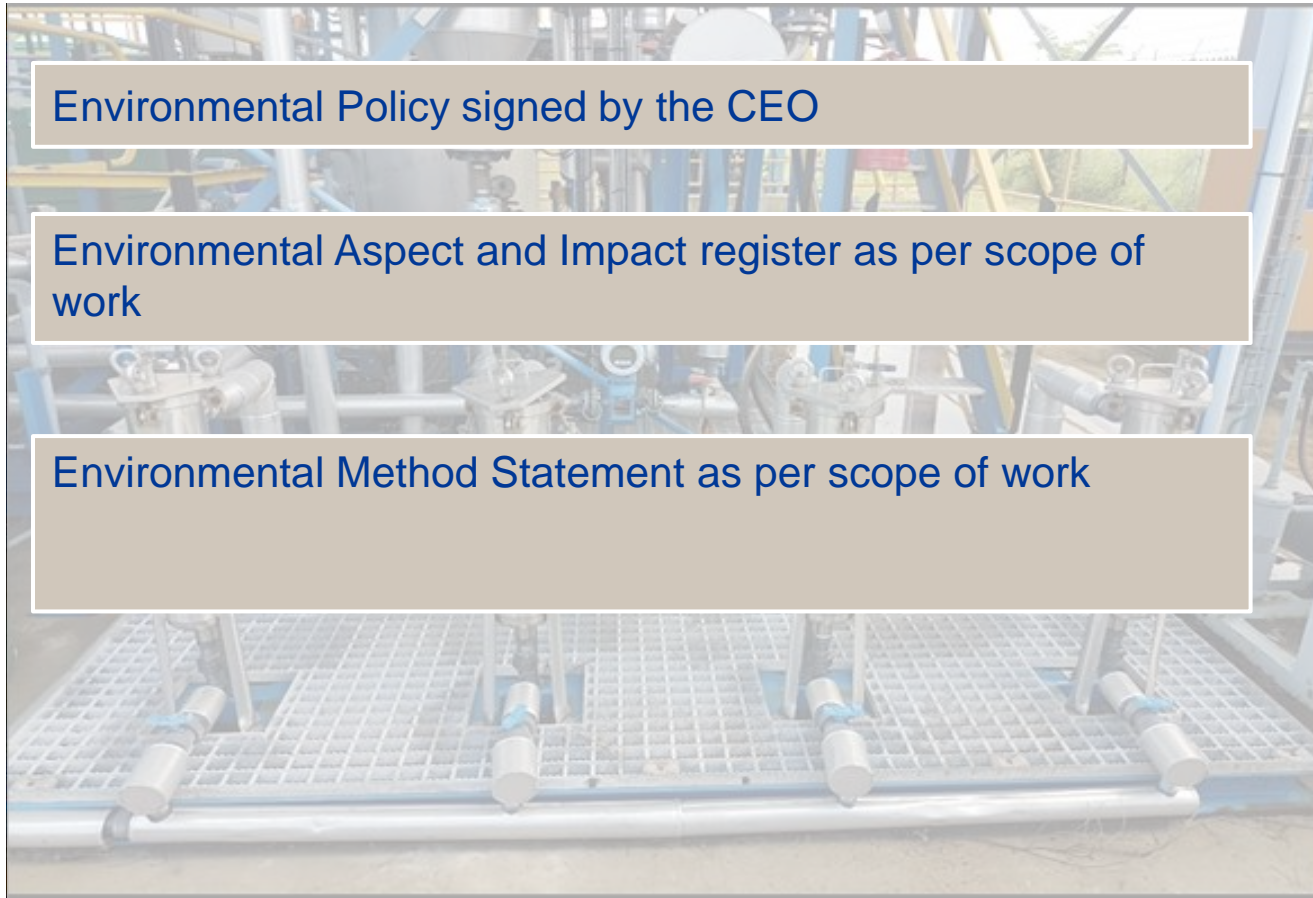 Environmental Policy signed by the CEO
Environmental Aspect and Impact register as per scope of
work
Environmental Method Statement as per scope of work